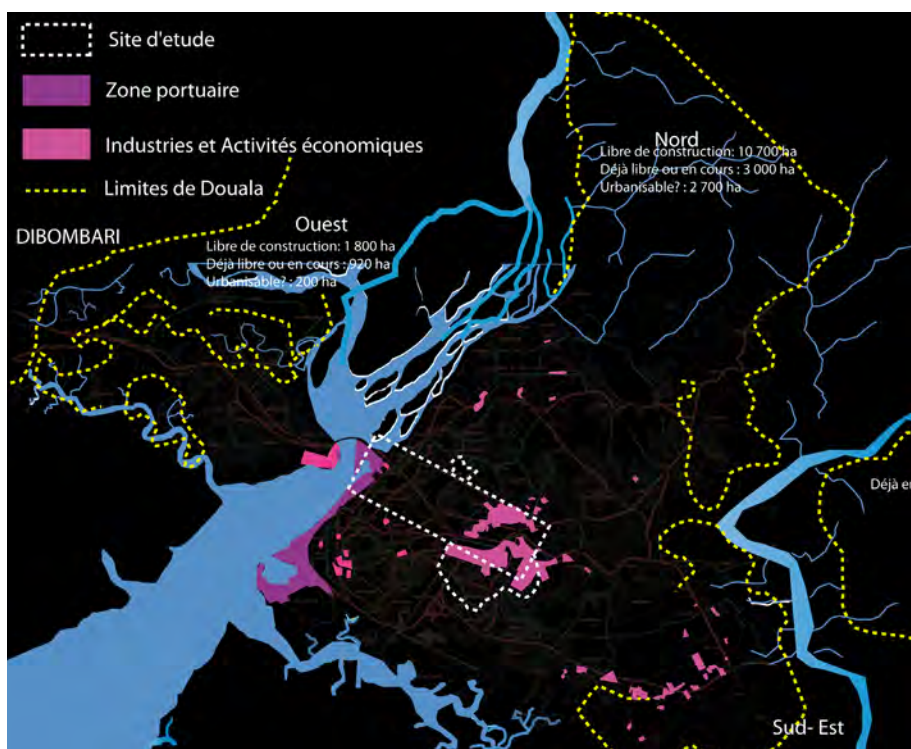 Site d'etude
Zone portuaire
Industries et Activités économiques
Limites de Douala
DIBOMBARI
Ouest
Libre de construction: 1 800 ha
Déjà libre ou en cours : 920 ha
Urbanisable? : 200 ha
Nord
Libre de construction: 10 700 ha
Déjà libre ou en cours : 3 000 ha
Urbanisable? : 2 700 ha
Déjà en
Sud- Est